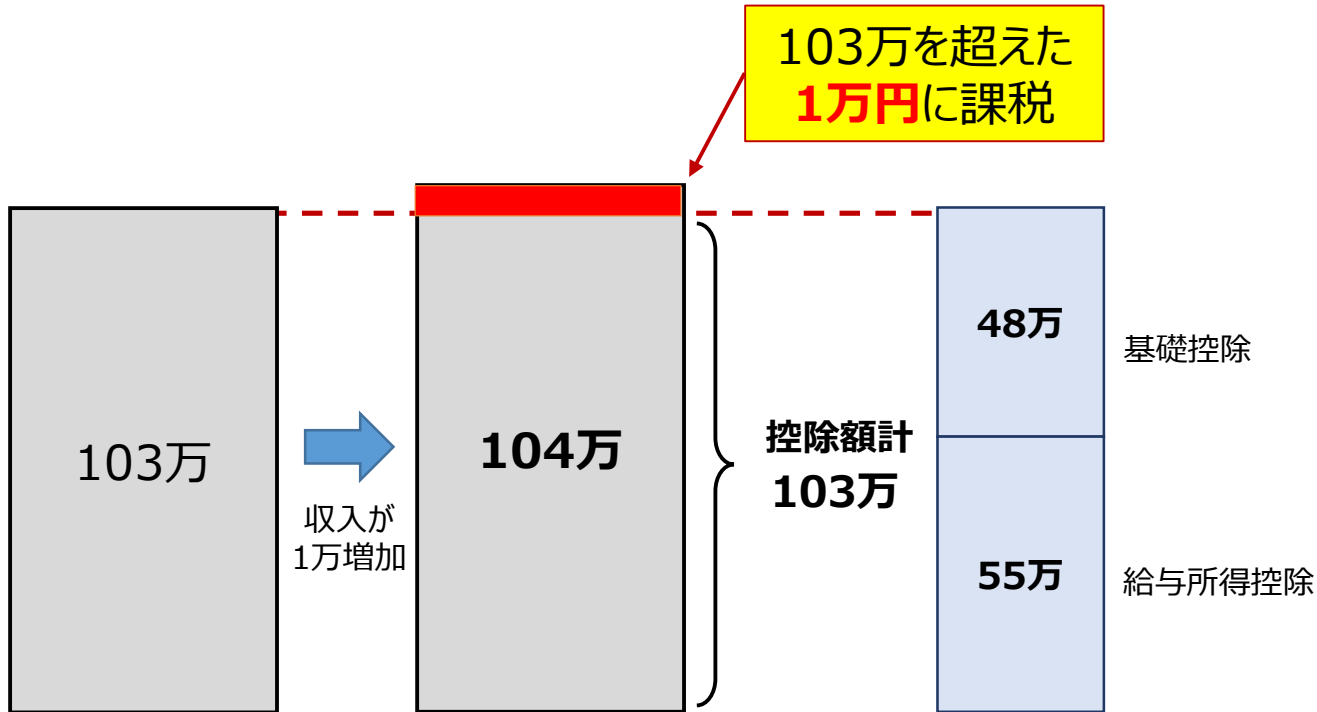 103万を超えた
1万円に課税
103万
収入が
1万増加
104万
控除額計
103万
48万
基礎控除
55万
給与所得控除